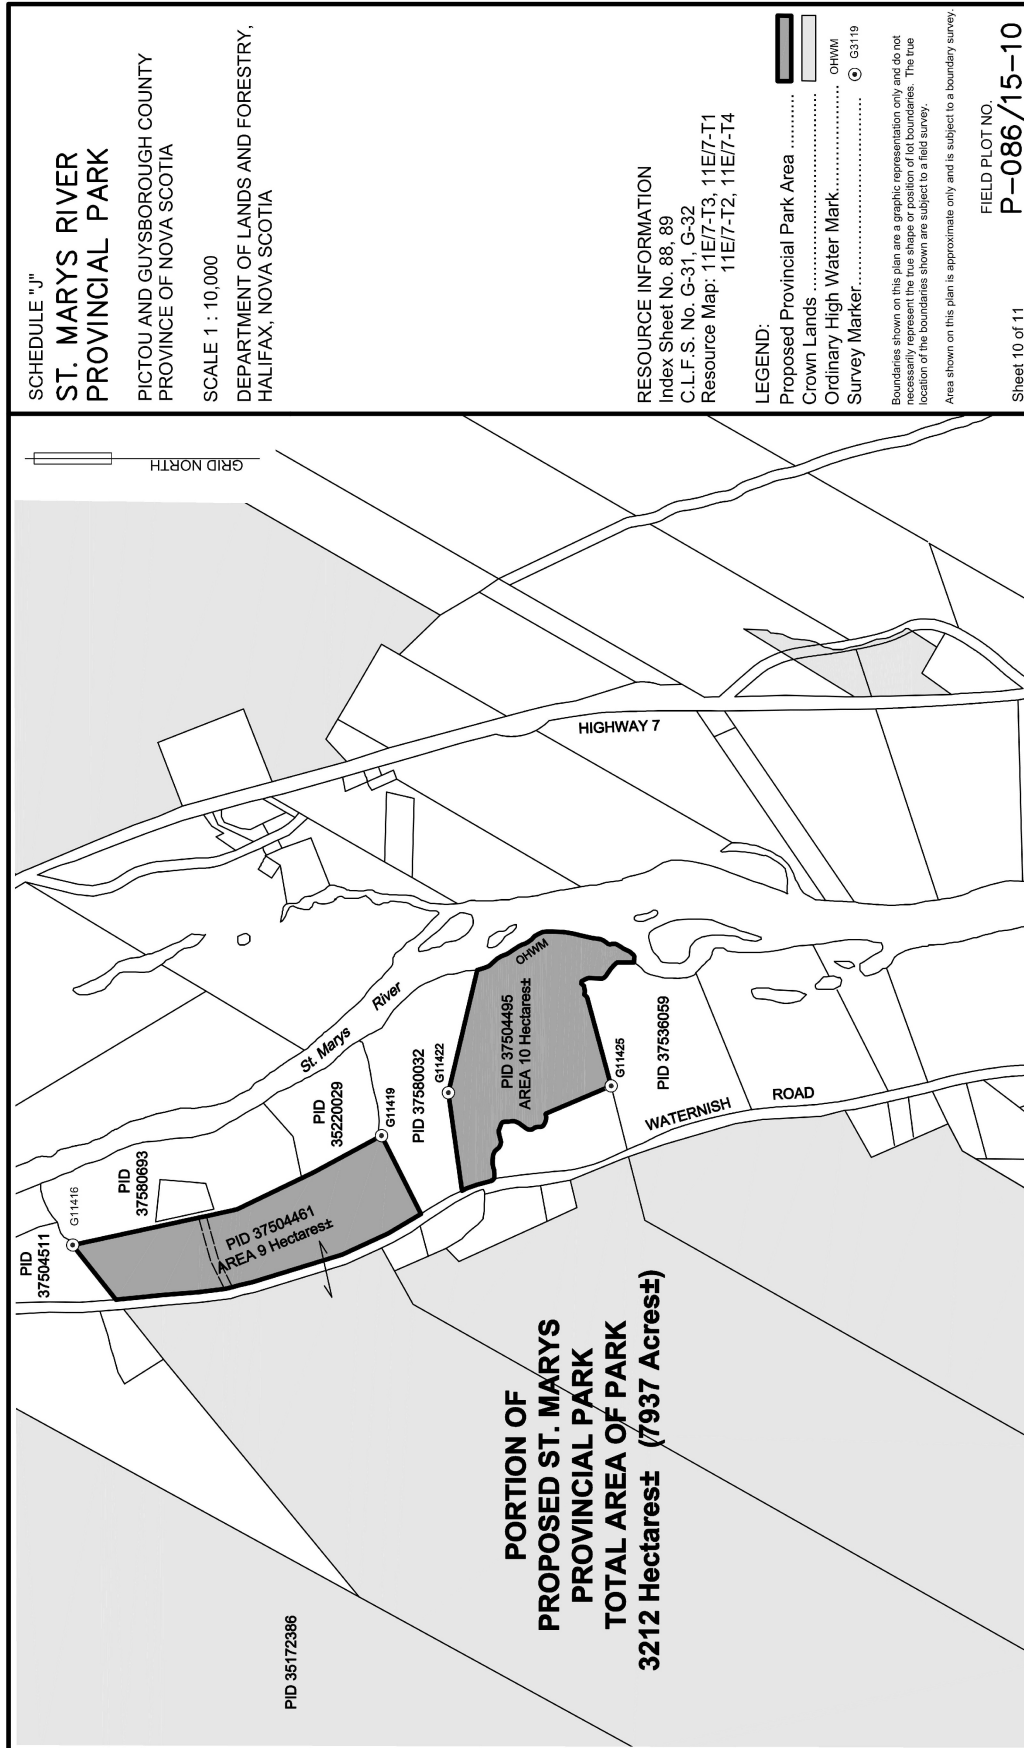 SCHEDULE "J"
ST. MARYS RIVER
PROVINCIAL PARK
PICTOU AND GUYSBOROUGH COUNTY
PROVINCE OF NOVA SCOTIA
SCALE 1 : 10,000
DEPARTMENT OF LANDS AND FORESTRY,
HALIFAX, NOVA SCOTIA
RESOURCE INFORMATION
Index Sheet No. 88, 89
C.L.F.S. No. G-31, G-32
Resource Map: 11E/7-T3, 11E/7-T1
11E/7-T2, 11E/7-T4
LEGEND:
Proposed Provincial Park Area ............
Crown Lands ........................................
Ordinary High Water Mark.................... OHWM
Survey Marker....................................... G3119
Boundaries shown on this plan are a graphic representation only and do not
necessarily represent the true shape or position of lot boundaries. The true
location of the boundaries shown are subject to a field survey.
Area shown on this plan is approximate only and is subject to a boundary survey.
FIELD PLOT NO.
Sheet 10 of 11
P-086/15-10
GRID NORTH
HIGHWAY 7
St. Marys
River
OHWM
PID
37504511
G11416
PID
37580693
PID 37504461
AREA 9 Hectares±
PID
35220029
G11419
PID 37580032
G11422
PID 37504495
AREA 10 Hectares±
G11425
PID 37536059
WATERNISH
ROAD
PORTION OF
PROPOSED ST. MARYS
PROVINCIAL PARK
TOTAL AREA OF PARK
3212 Hectares± (7937 Acres±)
PID 35172386